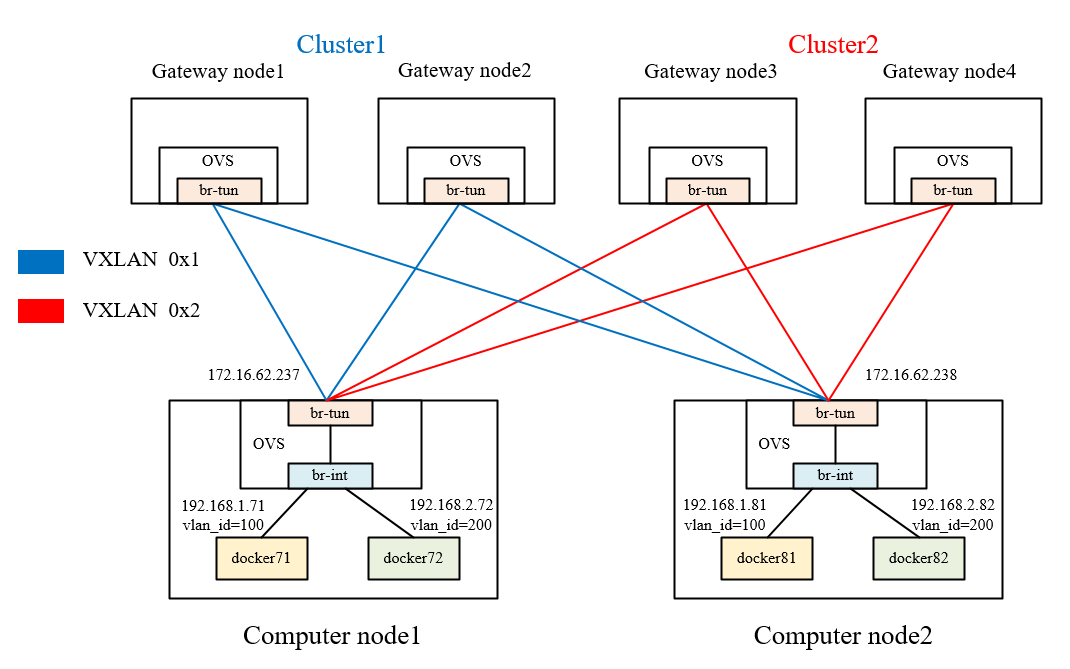 Cluster1
Cluster2
Gateway node1
Gateway node2
Gateway node3
Gateway node4
OVS
OVS
OVS
OVS
br-tun
br-tun
br-tun
br-tun
VXLAN 0x1
VXLAN 0x2
172.16.62.237
172.16.62.238
br-tun
br-tun
OVS
OVS
br-int
br-int
192.168.1.71
vlan_id=100
192.168.2.72
vlan_id=200
192.168.1.81
vlan_id=100
192.168.2.82
vlan_id=200
docker71
docker72
docker81
docker82
Computer node1
Computer node2